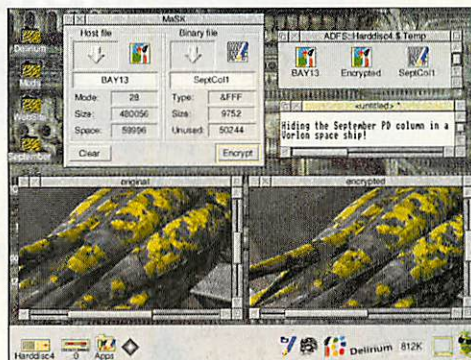 MaSK
Host file
Binary file
BAY13
SeptCol1
Mode: 28
Type: &FFF
Size: 480056
Size: 9752
Space: 59996
Unused: 50244
Clear
Encrypt
ADFS::Harddisc4.$.Temp
BAY13 Encrypted SeptCol1
<untitled> *
Hiding the September PD column in a
Vorlon space ship!
Delirium
Mods
WebSite
September
original
encrypted
Harddisc4 :0 Apps
Delirium 812K